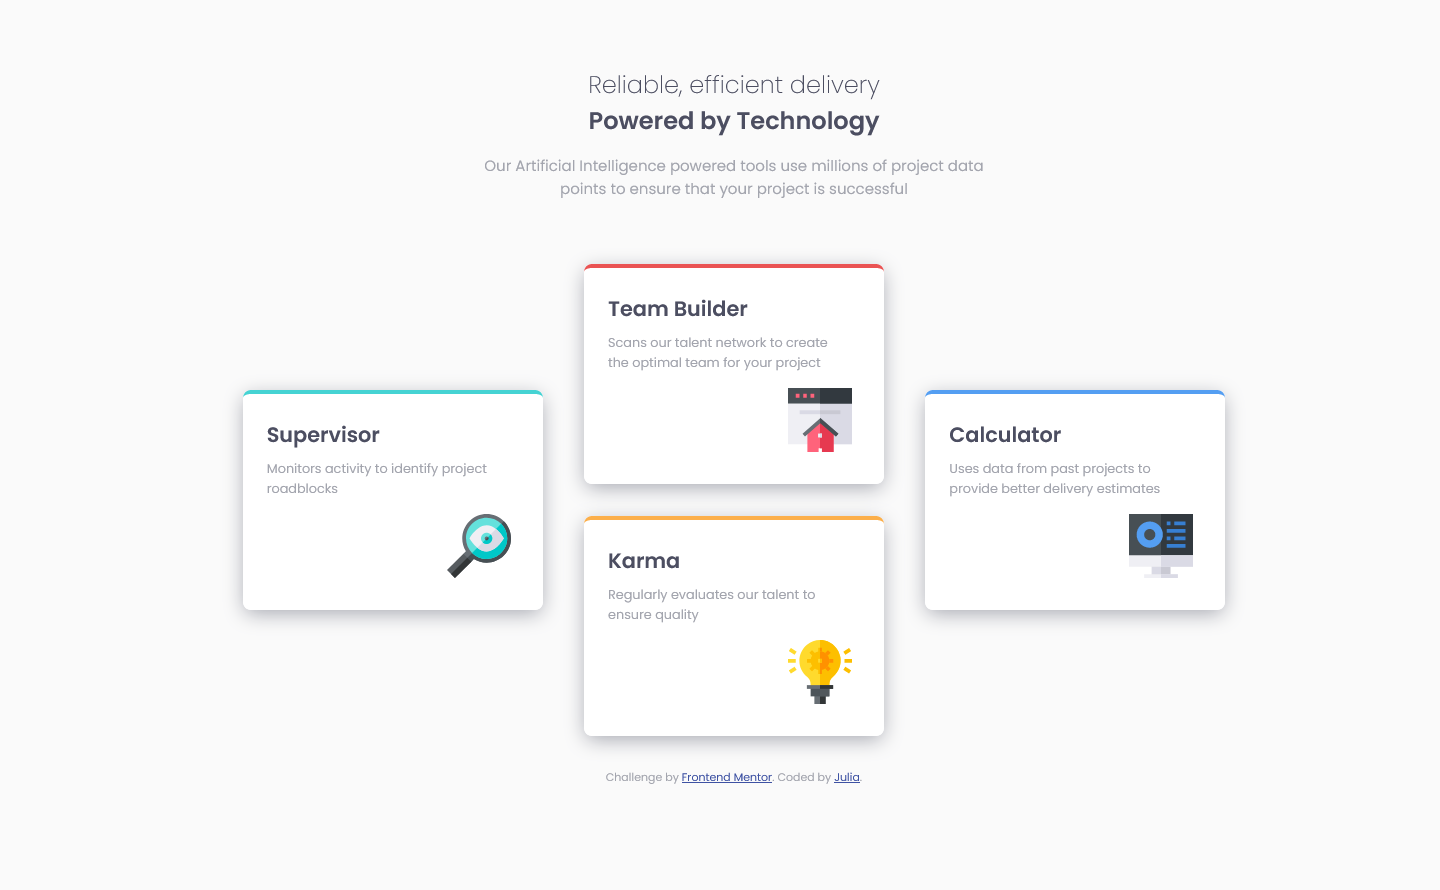 Reliable, efficient delivery
Powered by Technology
Our Artificial Intelligence powered tools use millions of project data
points to ensure that your project is successful
Supervisor
Monitors activity to identify project
roadblocks
Team Builder
Scans our talent network to create
the optimal team for your project
Karma
Regularly evaluates our talent to
ensure quality
Calculator
Uses data from past projects to
provide better delivery estimates
Challenge by Frontend Mentor. Coded by Julia.